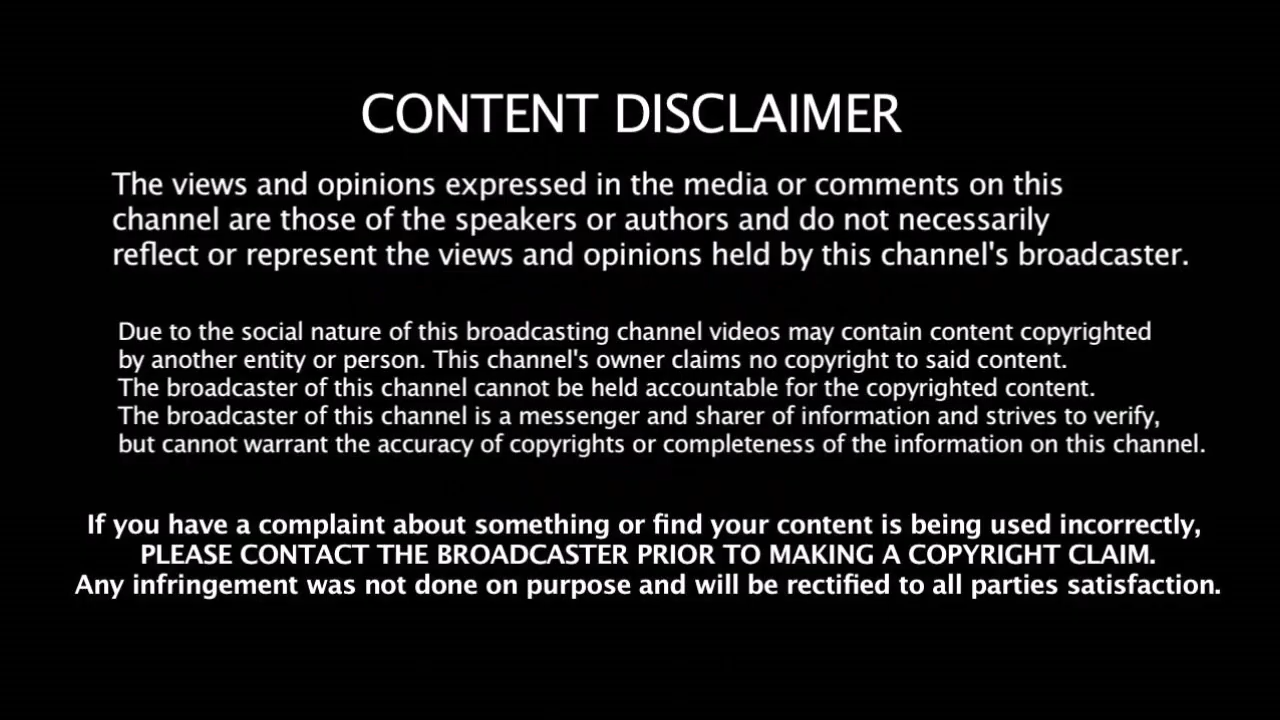 CONTENT DISCLAIMER
The views and opinions expressed in the media or comments on this
channel are those of the speakers or authors and do not necessarily
reflect or represent the views and opinions held by this channel's broadcaster.
Due to the social nature of this broadcasting channel videos may contain content copyrighted
by another entity or person. This channel's owner claims no copyright to said content.
The broadcaster of this channel cannot be held accountable for the copyrighted content.
The broadcaster of this channel is a messenger and sharer of information and strives to verify,
but cannot warrant the accuracy of copyrights or completeness of the information on this channel.
If you have a complaint about something or find your content is being used incorrectly,
PLEASE CONTACT THE BROADCASTER PRIOR TO MAKING A COPYRIGHT CLAIM.
Any infringement was not done on purpose and will be rectified to all parties satisfaction.